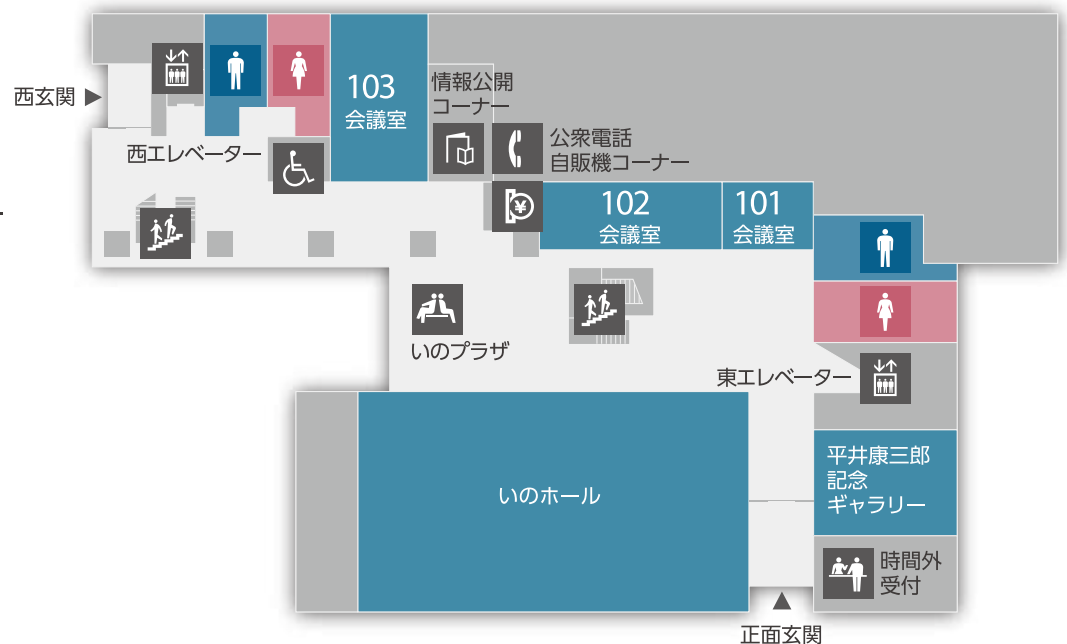 西玄関
103
会議室
情報公開
コーナー
公衆電話
自販機コーナー
西エレベーター
¥
102
会議室
101
会議室
いのプラザ
東エレベーター
平井康三郎
記念
ギャラリー
いのホール
時間外
受付
正面玄関